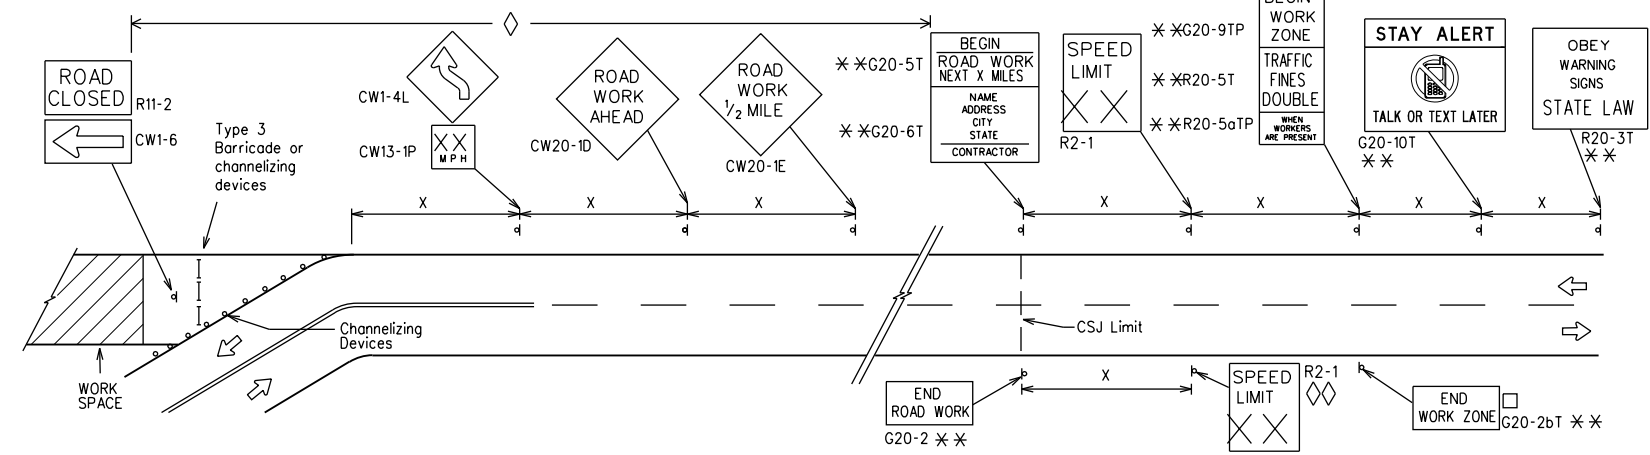 ROAD
CLOSED
R11-2
CW1-6
Type 3
Barricade or
channelizing
devices
CW1-4L
XX
MPH
CW13-1P
ROAD
WORK
AHEAD
CW20-1D
ROAD
WORK
1/2 MILE
CW20-1E
**G20-5T
**G20-6T
BEGIN
ROAD WORK
NEXT X MILES
NAME
ADDRESS
CITY
STATE
CONTRACTOR
SPEED
LIMIT
XX
R2-1
**G20-9TP
**R20-5T
**R20-5aTP
BEGIN
WORK
ZONE
TRAFFIC
FINES
DOUBLE
WHEN
WORKERS
ARE PRESENT
STAY ALERT
TALK OR TEXT LATER
G20-10T
**
OBEY
WARNING
SIGNS
STATE LAW
R20-3T
**
X
X
X
X
X
X
X
Channelizing
Devices
WORK
SPACE
CSJ Limit
X
END
ROAD WORK
G20-2 **
SPEED
LIMIT
XX
R2-1
END
WORK ZONE
G20-2bT **